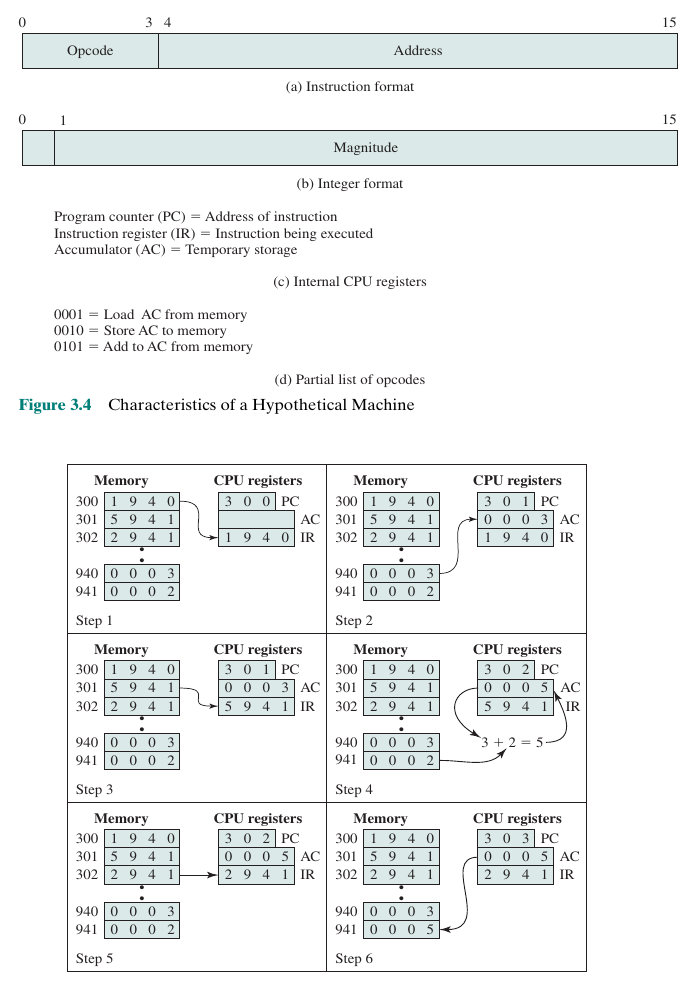 0 3 4 15
Opcode Address
(a) Instruction format
0 1 15
Magnitude
(b) Integer format
Program counter (PC) = Address of instruction
Instruction register (IR) = Instruction being executed
Accumulator (AC) = Temporary storage
(c) Internal CPU registers
0001 = Load AC from memory
0010 = Store AC to memory
0101 = Add to AC from memory
(d) Partial list of opcodes
Figure 3.4 Characteristics of a Hypothetical Machine
Memory CPU registers
300 1 9 4 0 3 0 0 PC
301 5 9 4 1 AC
302 2 9 4 1 1 9 4 0 IR
940 0 0 0 3
941 0 0 0 2
Step 1
Memory CPU registers
300 1 9 4 0 3 0 1 PC
301 5 9 4 1 0 0 0 3 AC
302 2 9 4 1 1 9 4 0 IR
940 0 0 0 3
941 0 0 0 2
Step 2
Memory CPU registers
300 1 9 4 0 3 0 1 PC
301 5 9 4 1 0 0 0 3 AC
302 2 9 4 1 5 9 4 1 IR
940 0 0 0 3
941 0 0 0 2
Step 3
Memory CPU registers
300 1 9 4 0 3 0 2 PC
301 5 9 4 1 0 0 0 5 AC
302 2 9 4 1 5 9 4 1 IR
940 0 0 0 3 3 + 2 = 5
941 0 0 0 2
Step 4
Memory CPU registers
300 1 9 4 0 3 0 2 PC
301 5 9 4 1 0 0 0 5 AC
302 2 9 4 1 2 9 4 1 IR
940 0 0 0 3
941 0 0 0 2
Step 5
Memory CPU registers
300 1 9 4 0 3 0 3 PC
301 5 9 4 1 0 0 0 5 AC
302 2 9 4 1 2 9 4 1 IR
940 0 0 0 3
941 0 0 0 5
Step 6